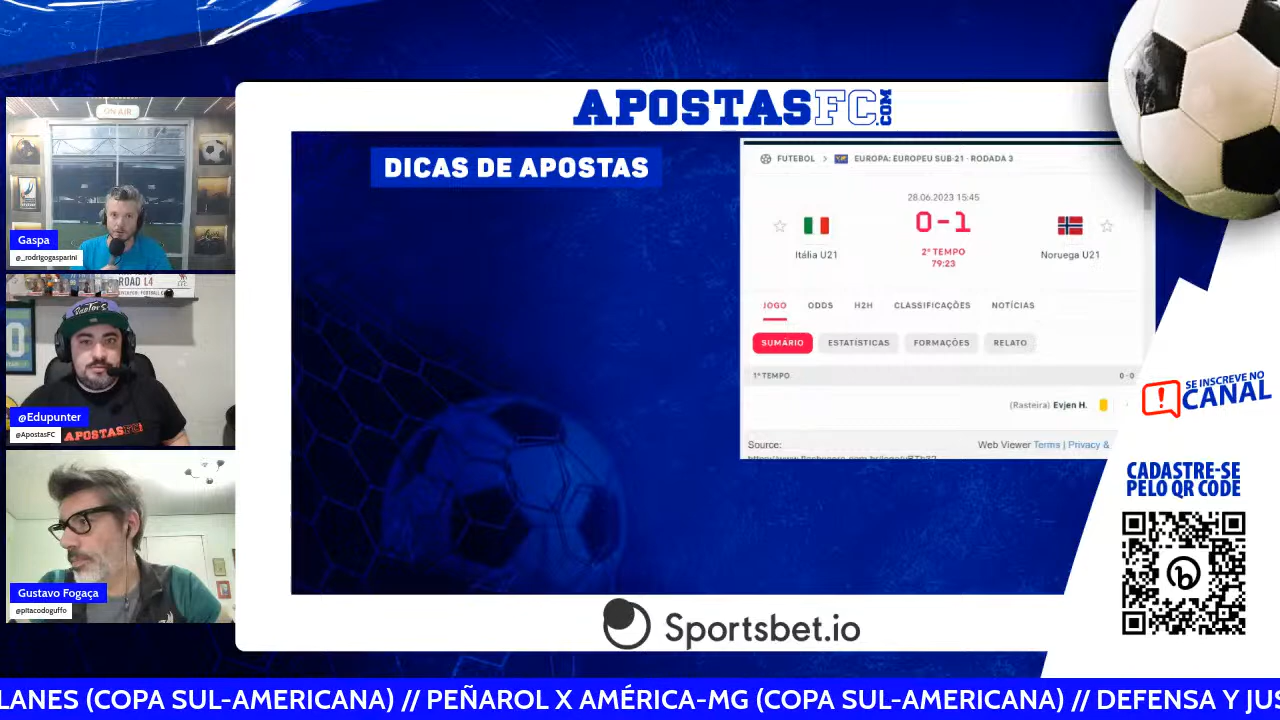 APOSTASFC.COM
DICAS DE APOSTAS
ON AIR
Gaspa
@_rodrigogasparini
ROAD L4
@Edupunter
@ApostasFC
APOSTASFC
Gustavo Fogaça
@pitacodoguffo
FUTEBOL > EUROPA: EUROPEU SUB-21 - RODADA 3
28.06.2023 15:45
0-1
Itália U21
2º TEMPO
79:23
Noruega U21
JOGO ODDS H2H CLASSIFICAÇÕES NOTÍCIAS
SUMÁRIO ESTATÍSTICAS FORMAÇÕES RELATO
1º TEMPO 0-0
(Rasteira) Evjen H.
Source:
Web Viewer Terms | Privacy &
SE INSCREVE NO
CANAL
CADASTRE-SE
PELO QR CODE
Sportsbet.io
LANES (COPA SUL-AMERICANA) // PEÑAROL X AMÉRICA-MG (COPA SUL-AMERICANA) // DEFENSA Y JUS